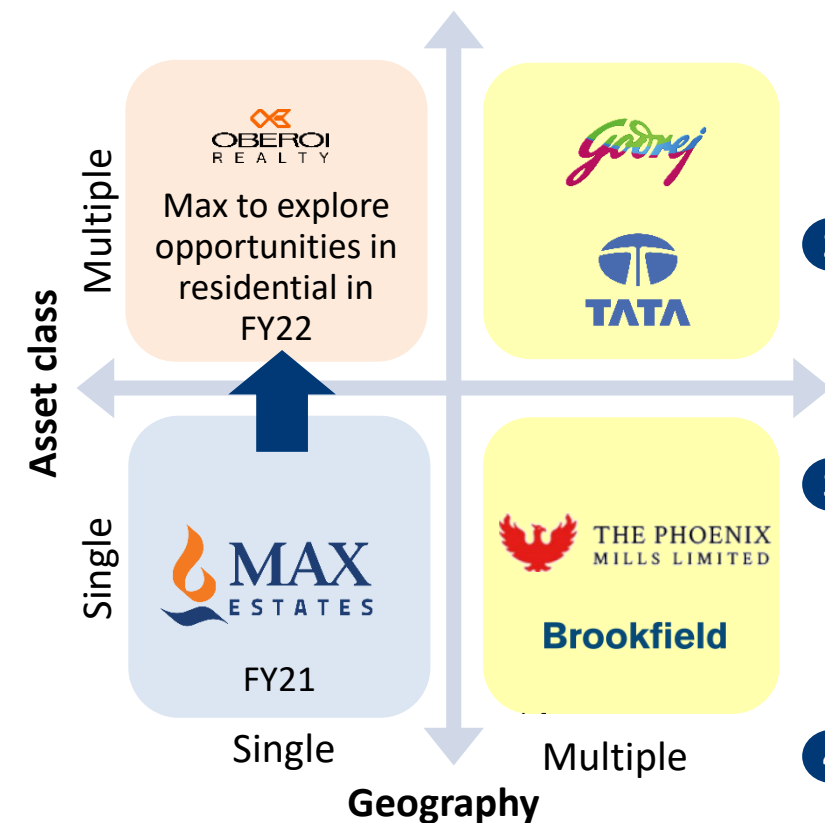 Multiple
OBEROI
REALTY
Max to explore
opportunities in
residential in
FY22
Godrej
TATA
Asset class
Single
MAX
ESTATES
FY21
THE PHOENIX
MILLS LIMITED
Brookfield
Single
Multiple
Geography